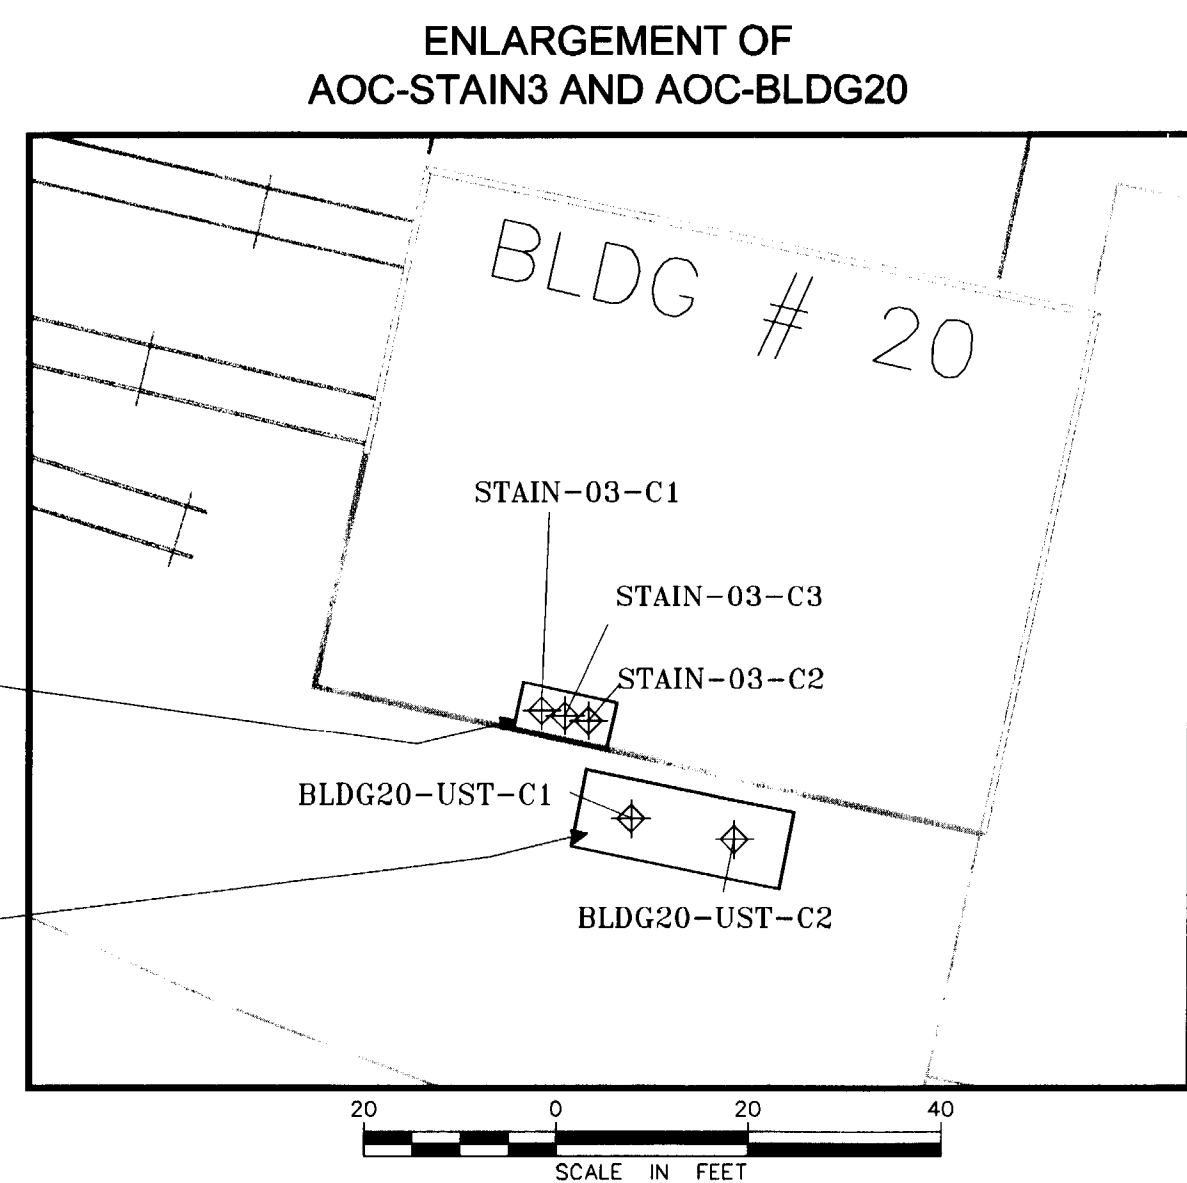 ENLARGEMENT OF
AOC-STAIN3 AND AOC-BLDG20
BLDG # 20
STAIN-03-C1
STAIN-03-C3
STAIN-03-C2
BLDG20-UST-C1
BLDG20-UST-C2
20 0 20 40
SCALE IN FEET